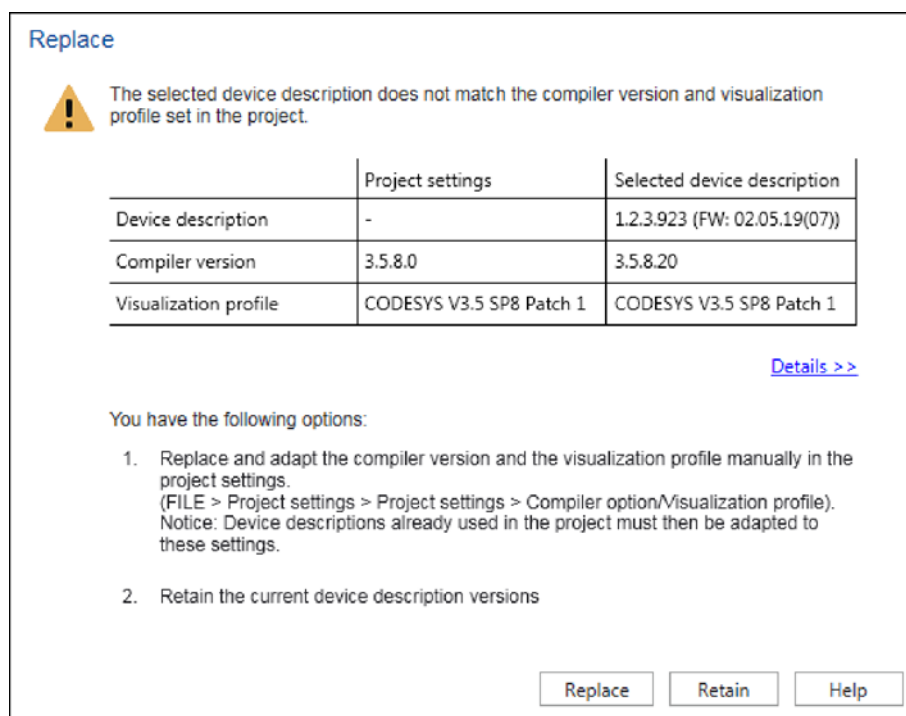 Replace
The selected device description does not match the compiler version and visualization
profile set in the project.
Project settings Selected device description
Device description - 1.2.3.923 (FW: 02.05.19(07))
Compiler version 3.5.8.0 3.5.8.20
Visualization profile CODESYS V3.5 SP8 Patch 1 CODESYS V3.5 SP8 Patch 1
Details >>
You have the following options:
1. Replace and adapt the compiler version and the visualization profile manually in the
project settings.
(FILE > Project settings > Project settings > Compiler option/Visualization profile).
Notice: Device descriptions already used in the project must then be adapted to
these settings.
2. Retain the current device description versions
Replace Retain Help